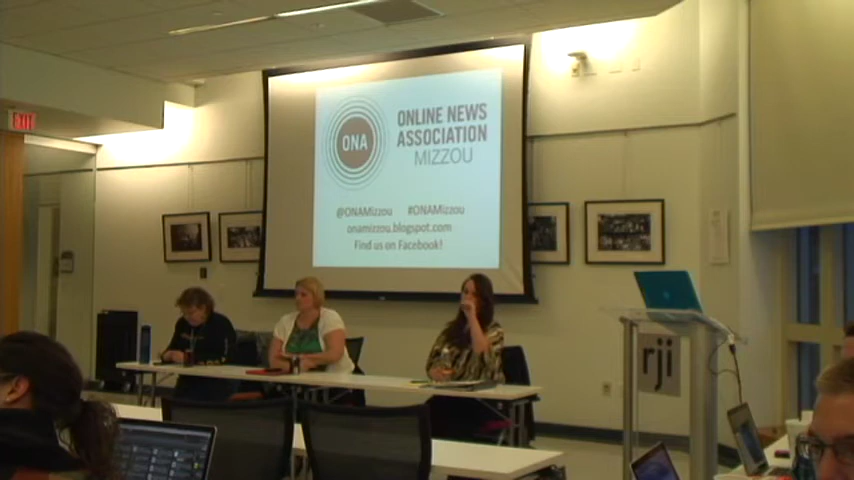 EXIT
ONA
ONLINE NEWS
ASSOCIATION
MIZZOU
@ONAMizzou #ONAMizzou
onamizzou.blogspot.com
Find us on Facebook!
rji